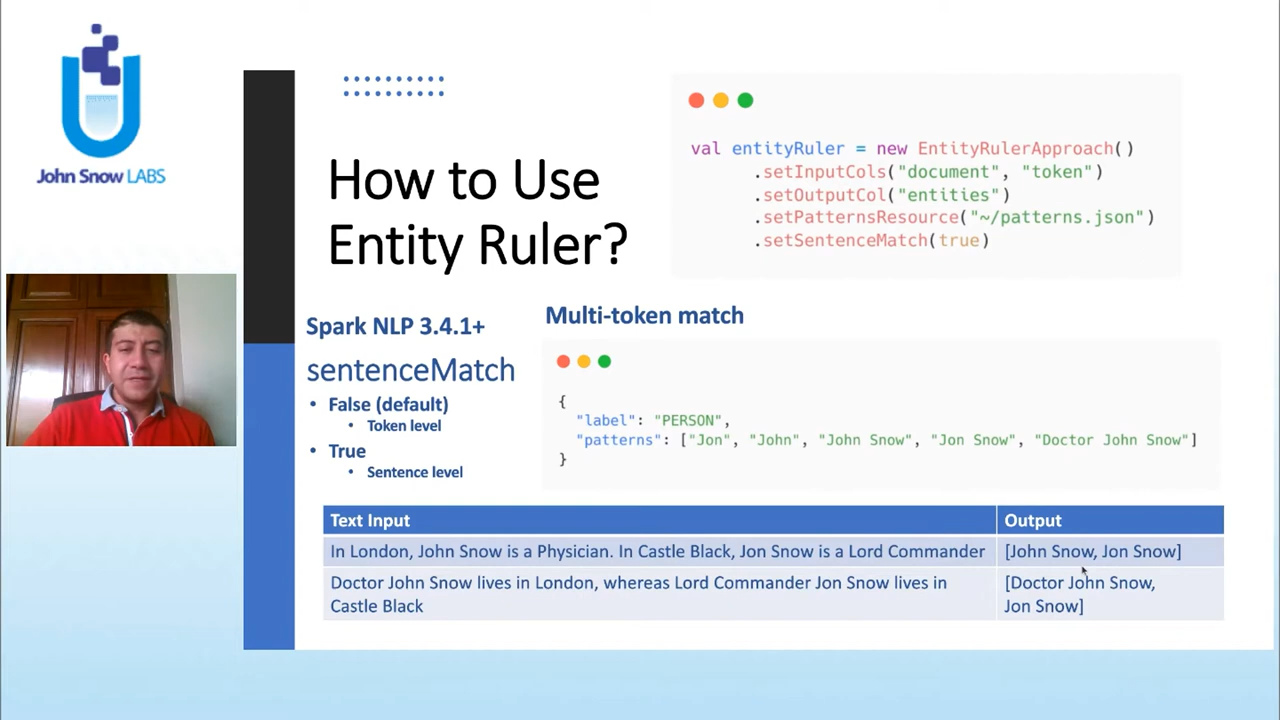 John Snow LABS
How to Use
Entity Ruler?
val entityRuler = new EntityRulerApproach()
.setInputCols("document", "token")
.setOutputCol("entities")
.setPatternsResource("~/patterns.json")
.setSentenceMatch(true)
Spark NLP 3.4.1+
sentenceMatch
• False (default)
• Token level
• True
• Sentence level
Multi-token match
{
"label": "PERSON",
"patterns": ["Jon", "John", "John Snow", "Jon Snow", "Doctor John Snow"]
}
Text Input Output
In London, John Snow is a Physician. In Castle Black, Jon Snow is a Lord Commander [John Snow, Jon Snow]
Doctor John Snow lives in London, whereas Lord Commander Jon Snow lives in
Castle Black
[Doctor John Snow,
Jon Snow]